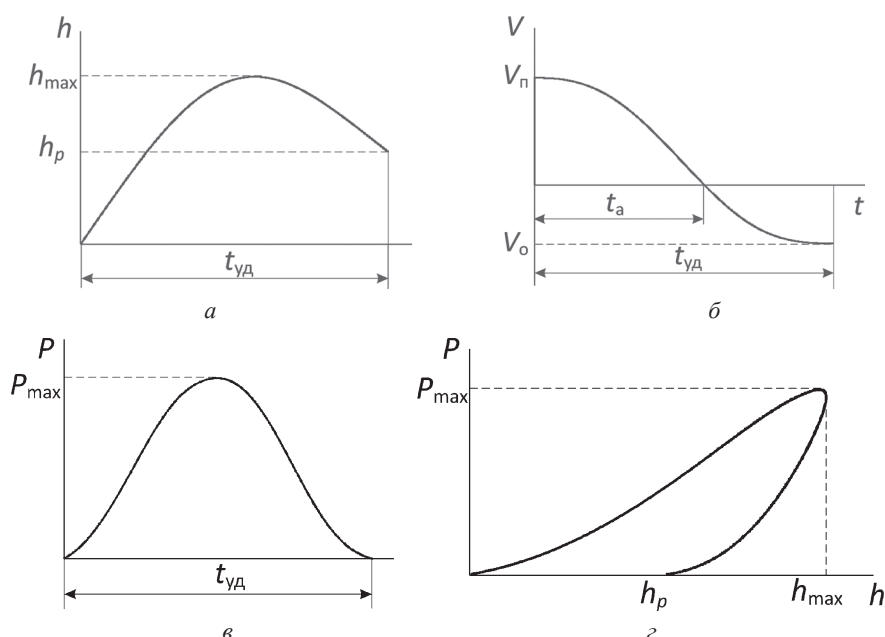 h
h_max
h_p
t_уд
а
V
V_п
t_а
t
V_о
t_уд
б
P
P_max
t_уд
в
P
P_max
h_p
h_max
h
г